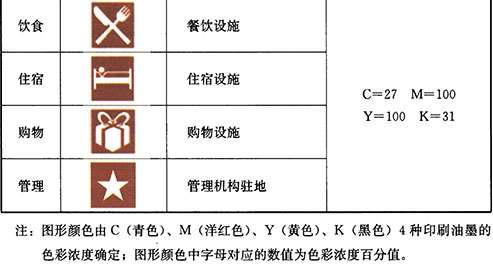 饮食 餐饮设施
住宿 住宿设施
C=27 M=100
Y=100 K=31
购物 购物设施
管理 管理机构驻地
注：图形颜色由C（青色）、M（洋红色）、Y（黄色）、K（黑色）4种印刷油墨的
色彩浓度确定；图形颜色中字母对应的数值为色彩浓度百分值。